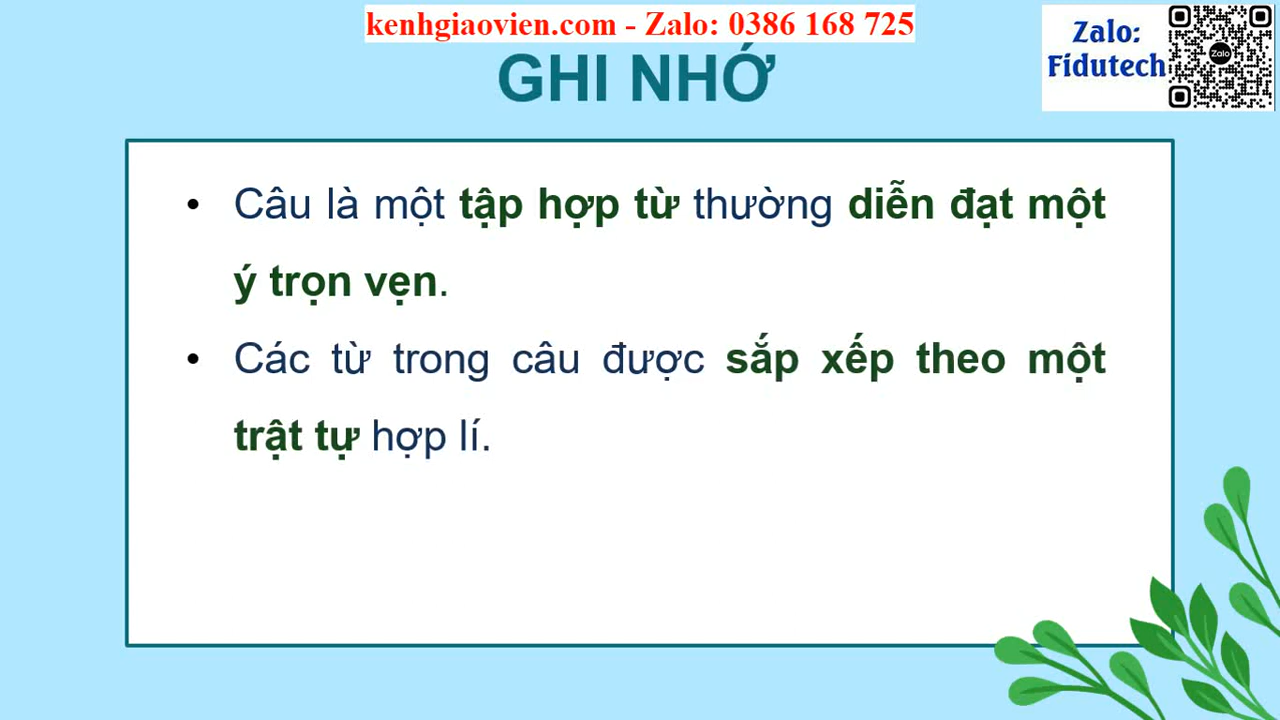 kenhgiaovien.com - Zalo: 0386 168 725
Zalo:
Fidutech
Zalo
GHI NHỚ
• Câu là một tập hợp từ thường diễn đạt một
ý trọn vẹn.
• Các từ trong câu được sắp xếp theo một
trật tự hợp lí.